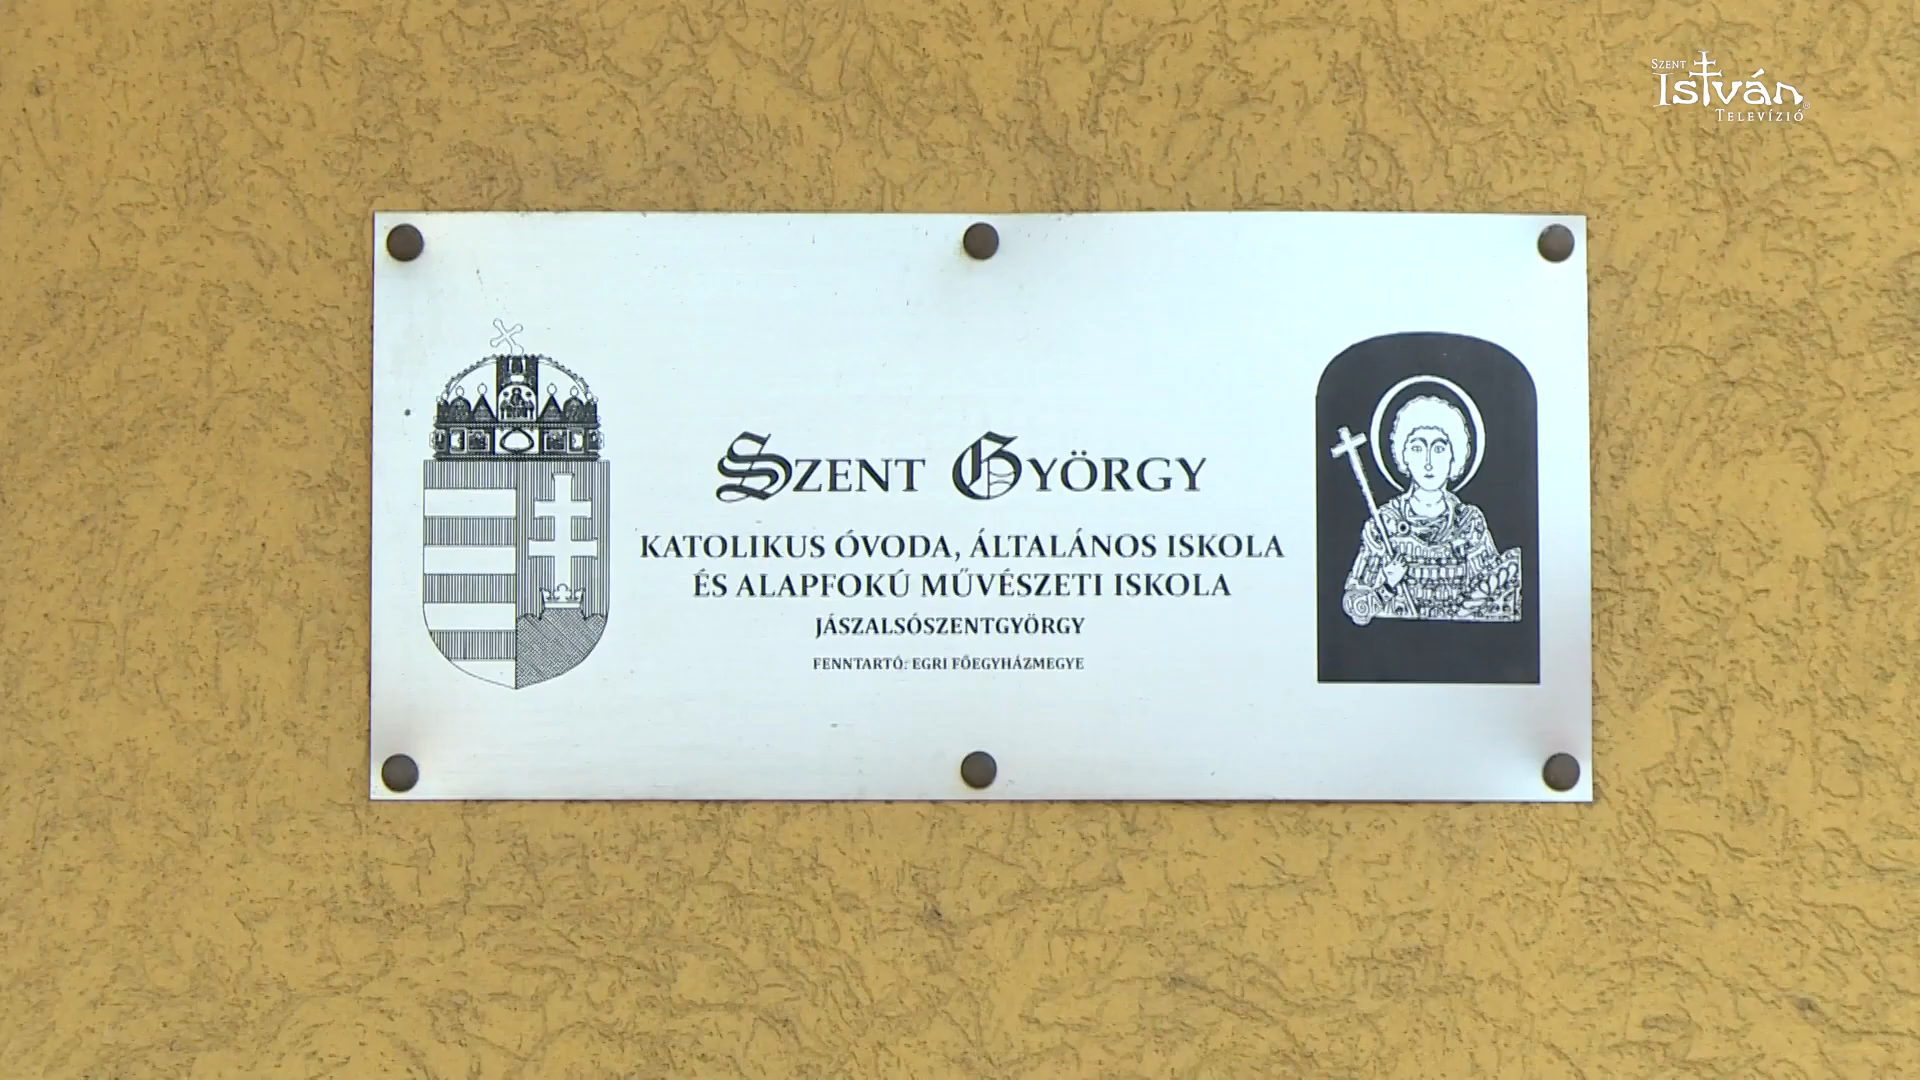 Szent
István
Televízió
Szent György
KATOLIKUS ÓVODA, ÁLTALÁNOS ISKOLA
ÉS ALAPFOKÚ MŰVÉSZETI ISKOLA
JÁSZALSÓSZENTGYÖRGY
FENNTARTÓ: EGRI FŐEGYHÁZMEGYE